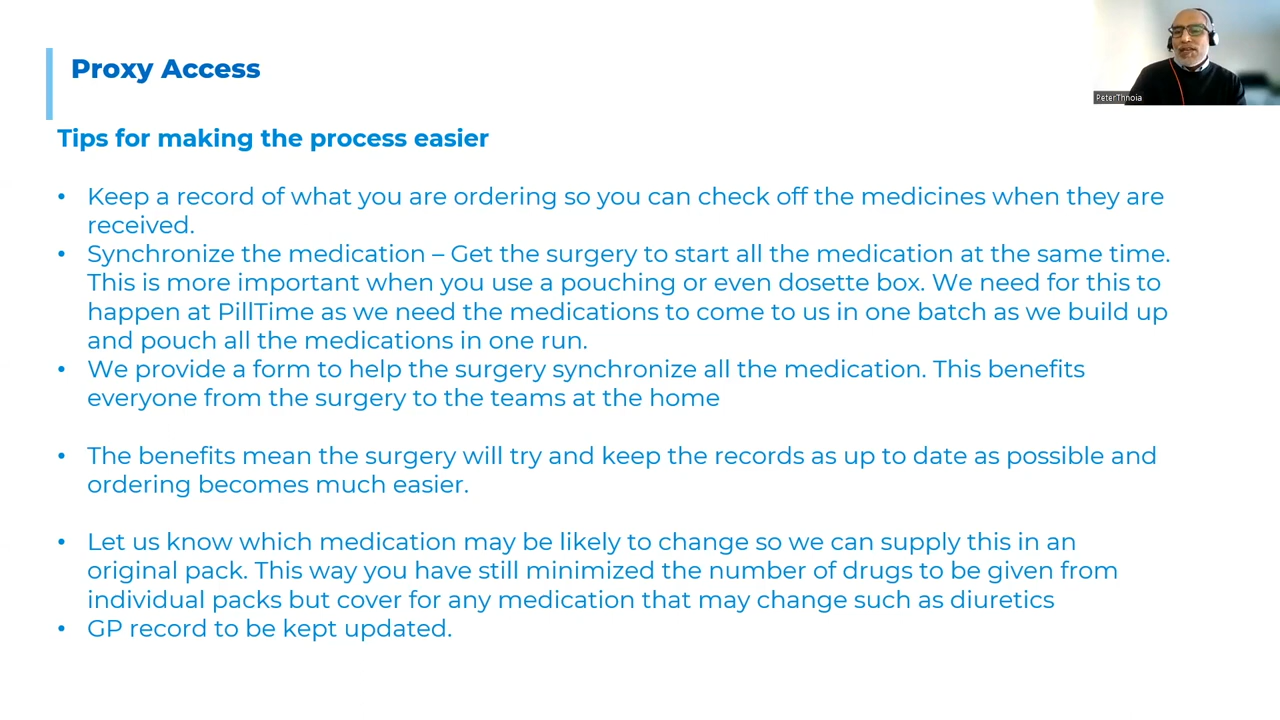 Proxy Access
PeterThnoia
Tips for making the process easier
• Keep a record of what you are ordering so you can check off the medicines when they are
received.
• Synchronize the medication – Get the surgery to start all the medication at the same time.
This is more important when you use a pouching or even dosette box. We need for this to
happen at PillTime as we need the medications to come to us in one batch as we build up
and pouch all the medications in one run.
• We provide a form to help the surgery synchronize all the medication. This benefits
everyone from the surgery to the teams at the home
• The benefits mean the surgery will try and keep the records as up to date as possible and
ordering becomes much easier.
• Let us know which medication may be likely to change so we can supply this in an
original pack. This way you have still minimized the number of drugs to be given from
individual packs but cover for any medication that may change such as diuretics
• GP record to be kept updated.